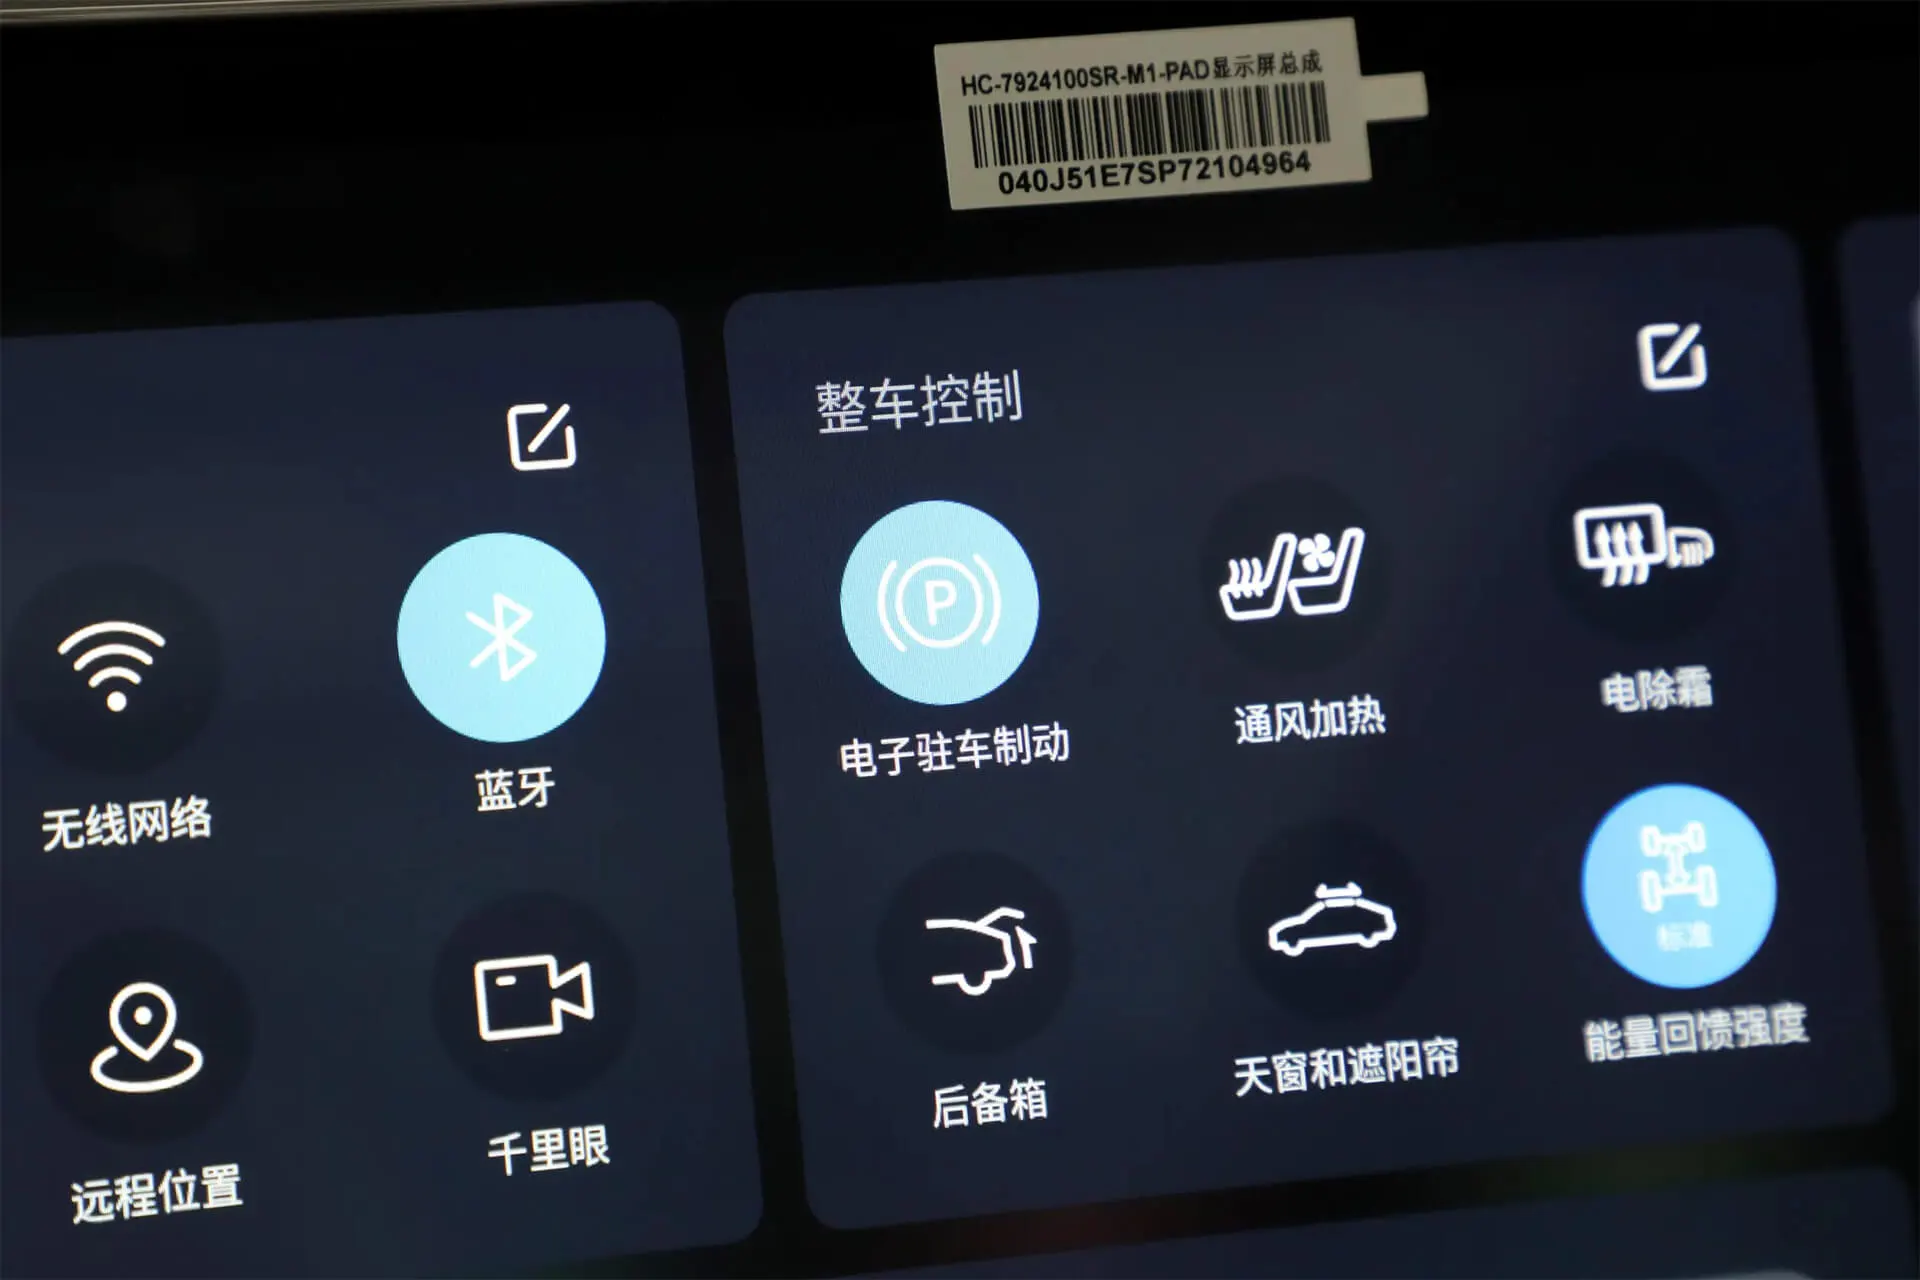 HC-7924100SR-M1-PAD显示屏总成
040J51E7SP72104964
无线网络
蓝牙
远程位置
千里眼
整车控制
P
电子驻车制动
通风加热
电除霜
后备箱
天窗和遮阳帘
标准
能量回馈强度